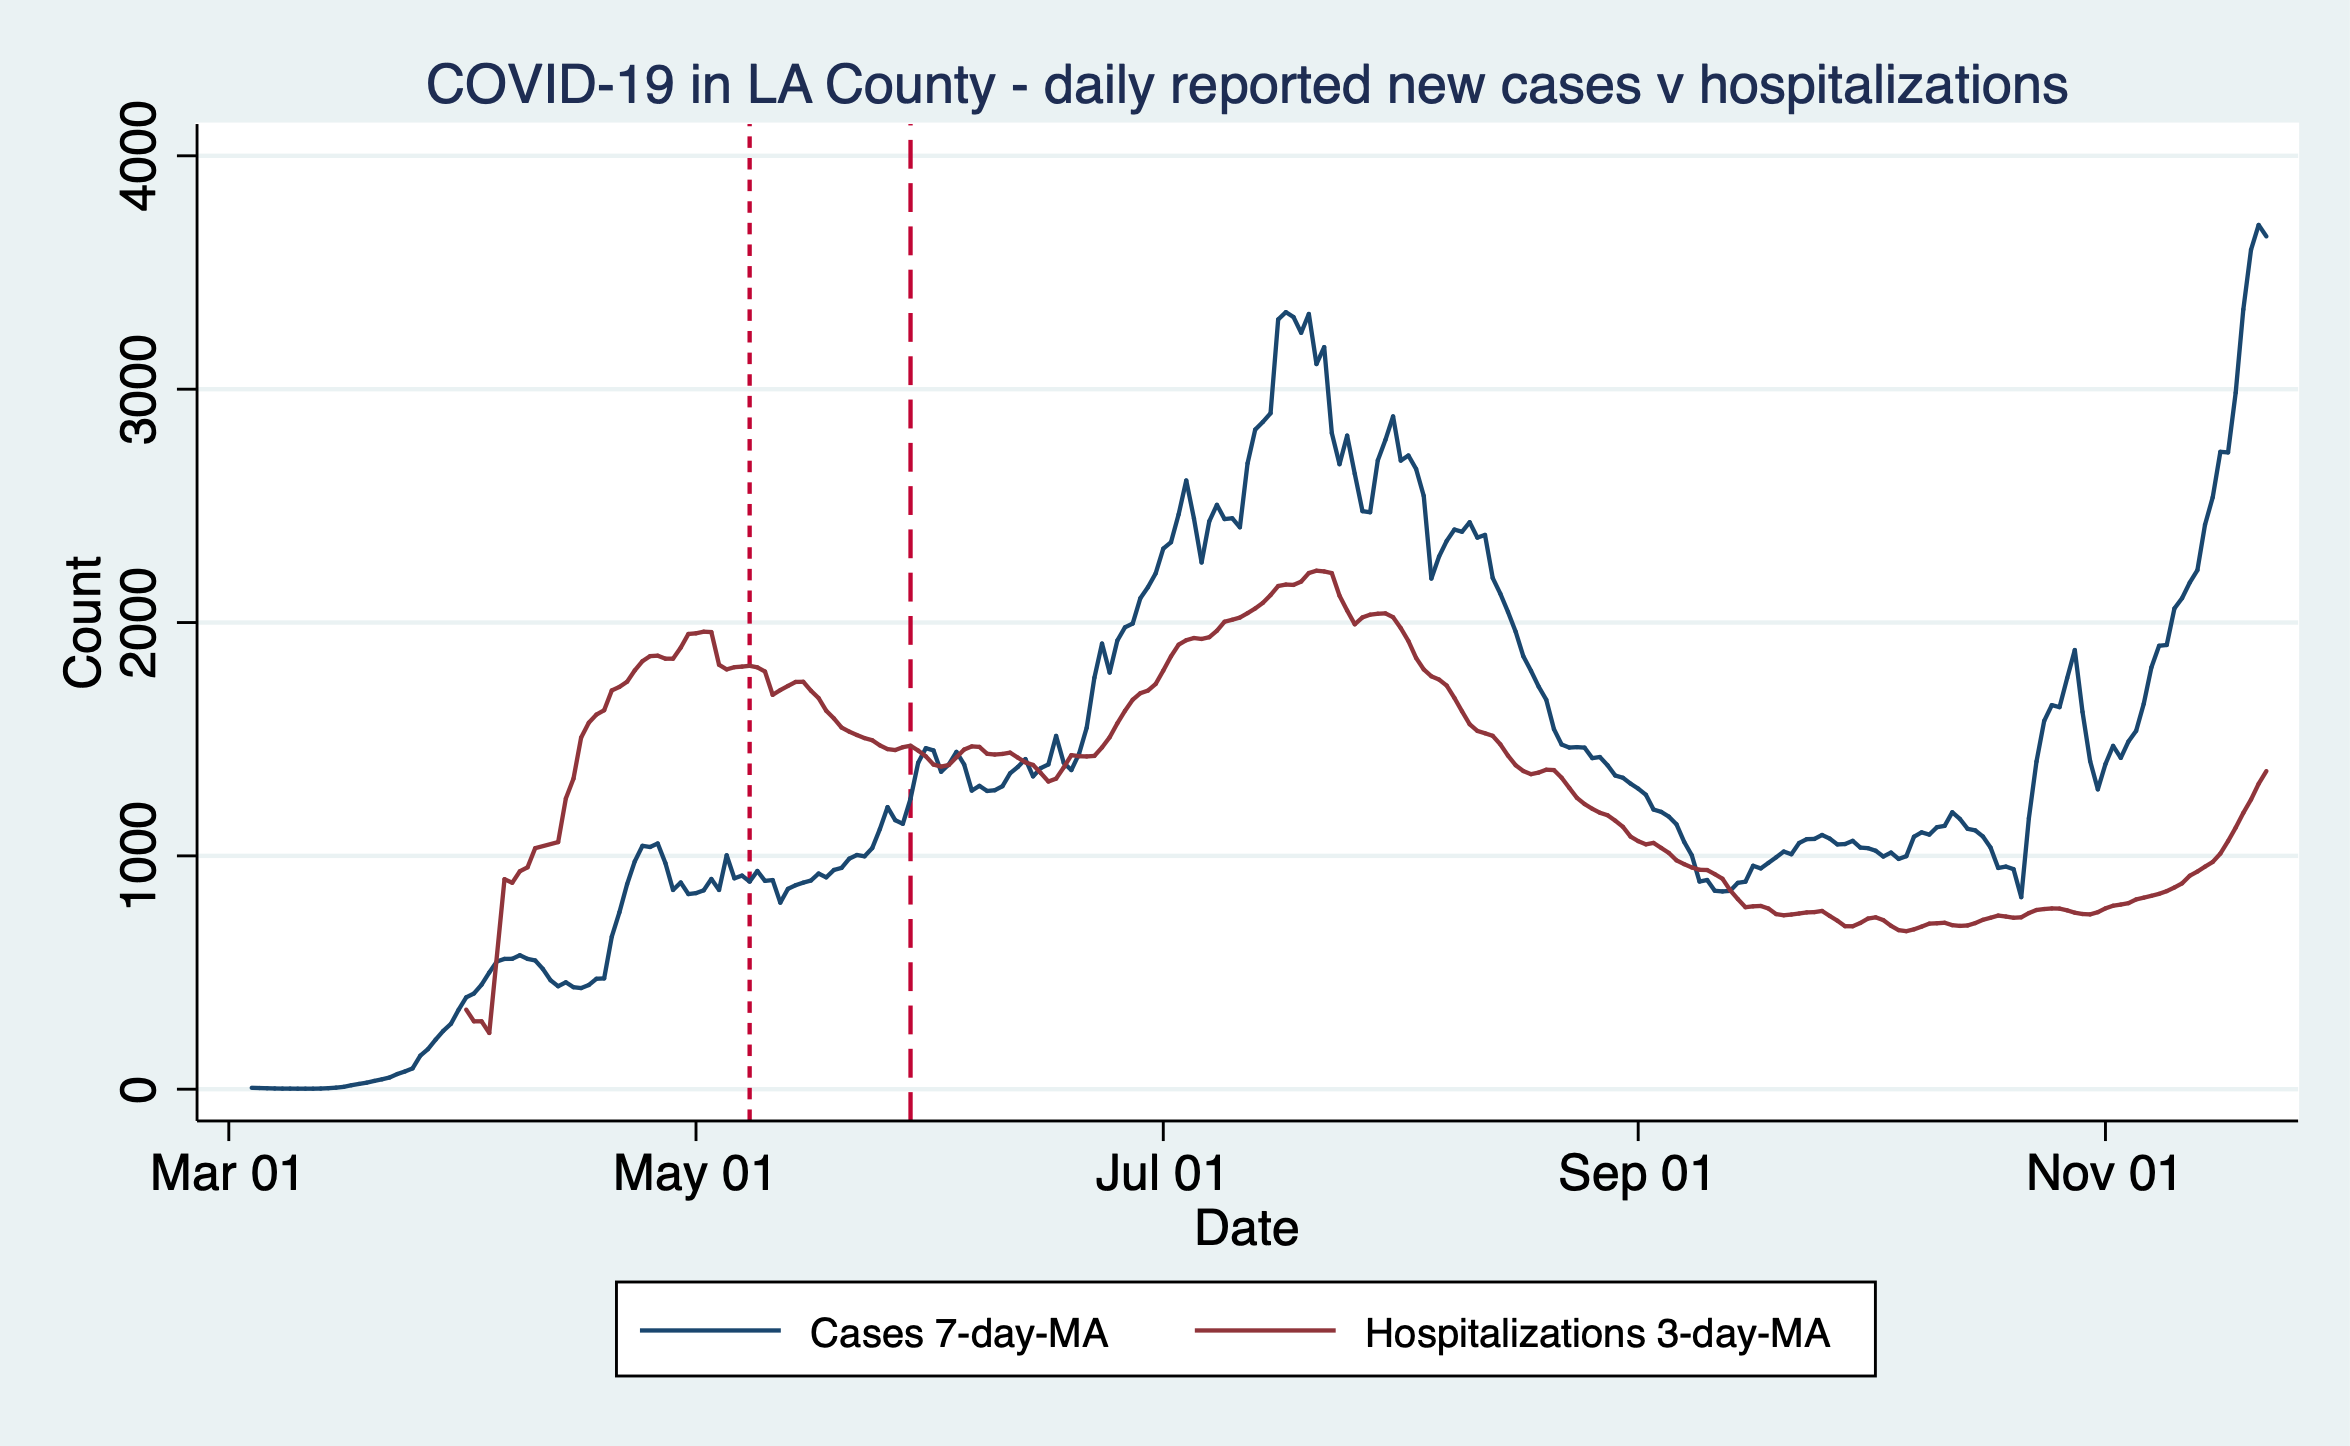 COVID-19 in LA County - daily reported new cases v hospitalizations
Count
4000
3000
2000
1000
0
Mar 01
May 01
Jul 01
Sep 01
Nov 01
Date
Cases 7-day-MA
Hospitalizations 3-day-MA